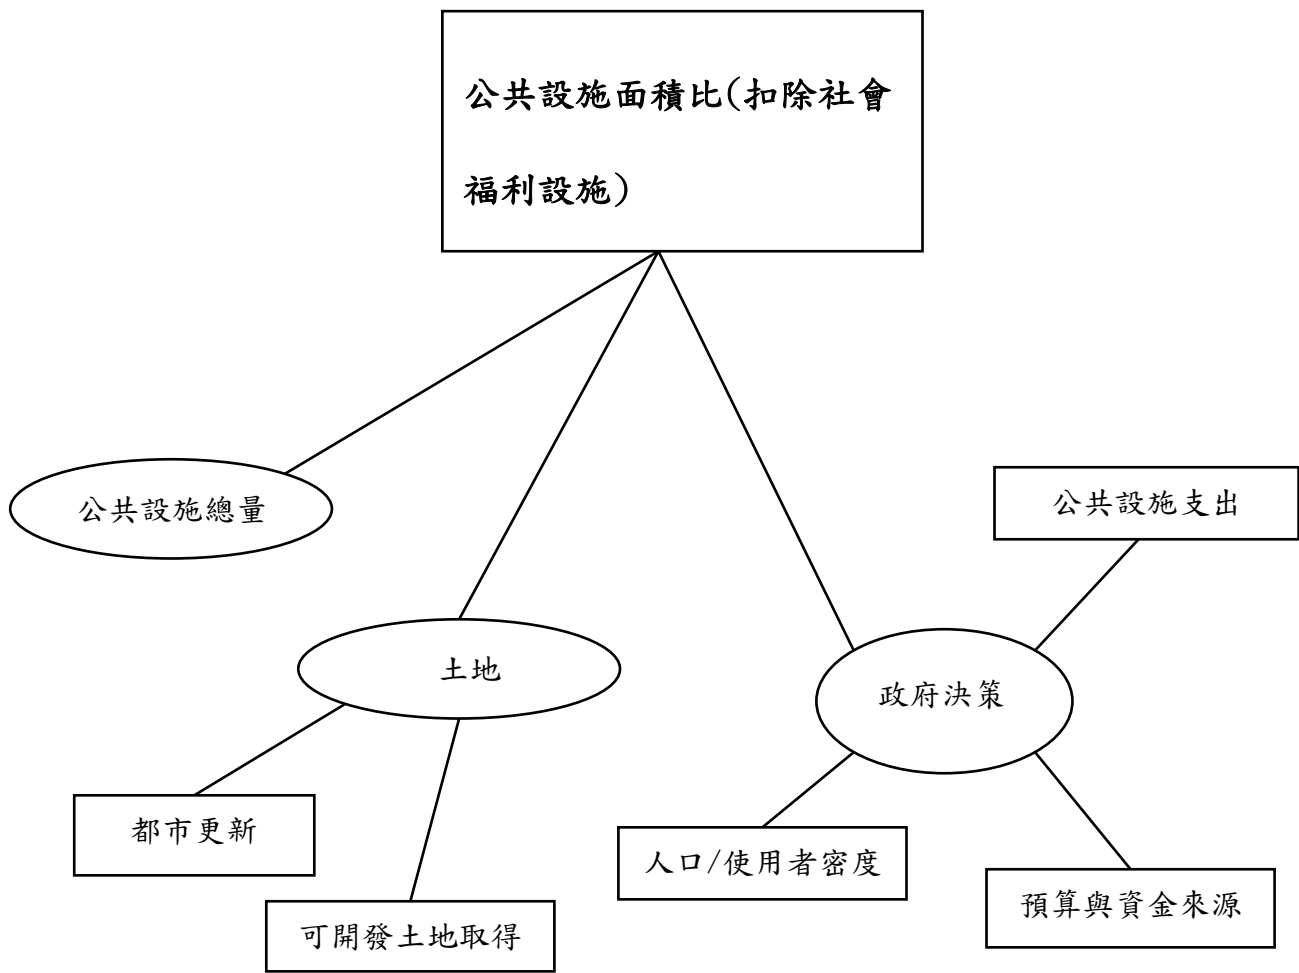 公共設施面積比(扣除社會
福利設施)
公共設施總量
公共設施支出
土地
政府決策
都市更新
人口/使用者密度
預算與資金來源
可開發土地取得